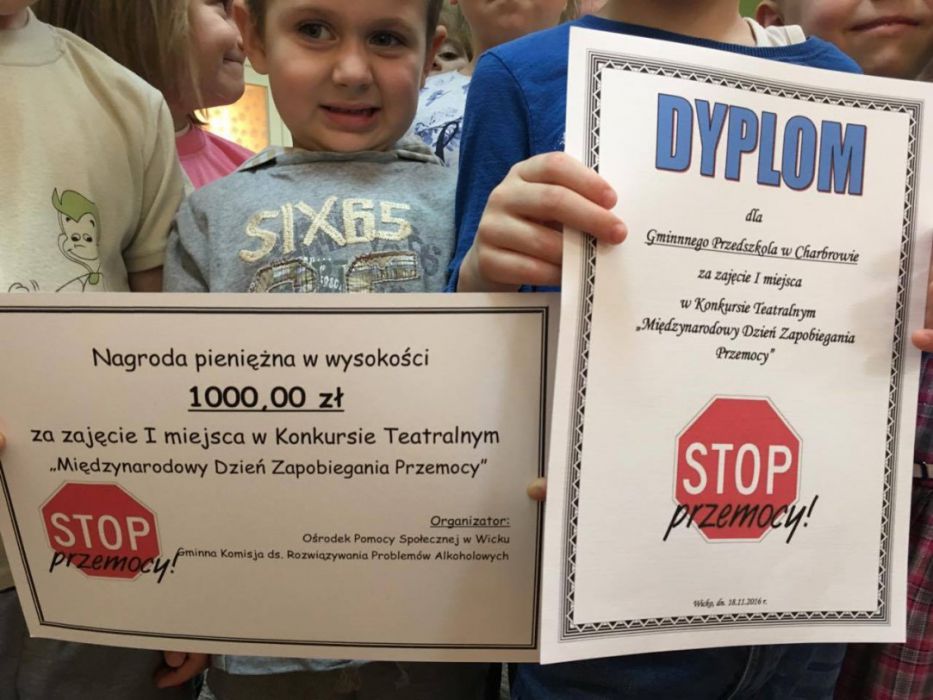 SIX65
Nagroda pieniężna w wysokości
1000,00 zł
za zajęcie I miejsca w Konkursie Teatralnym
„Międzynarodowy Dzień Zapobiegania Przemocy”
STOP
przemocy!
Organizator:
Ośrodek Pomocy Społecznej w Wicku
Gminna Komisja ds. Rozwiązywania Problemów Alkoholowych
DYPLOM
dla
Gminnnego Przedszkola w Charbrowie
za zajęcie I miejsca
w Konkursie Teatralnym
„Międzynarodowy Dzień Zapobiegania
Przemocy”
STOP
przemocy!
Wicko, dn. 18.11.2016 r.